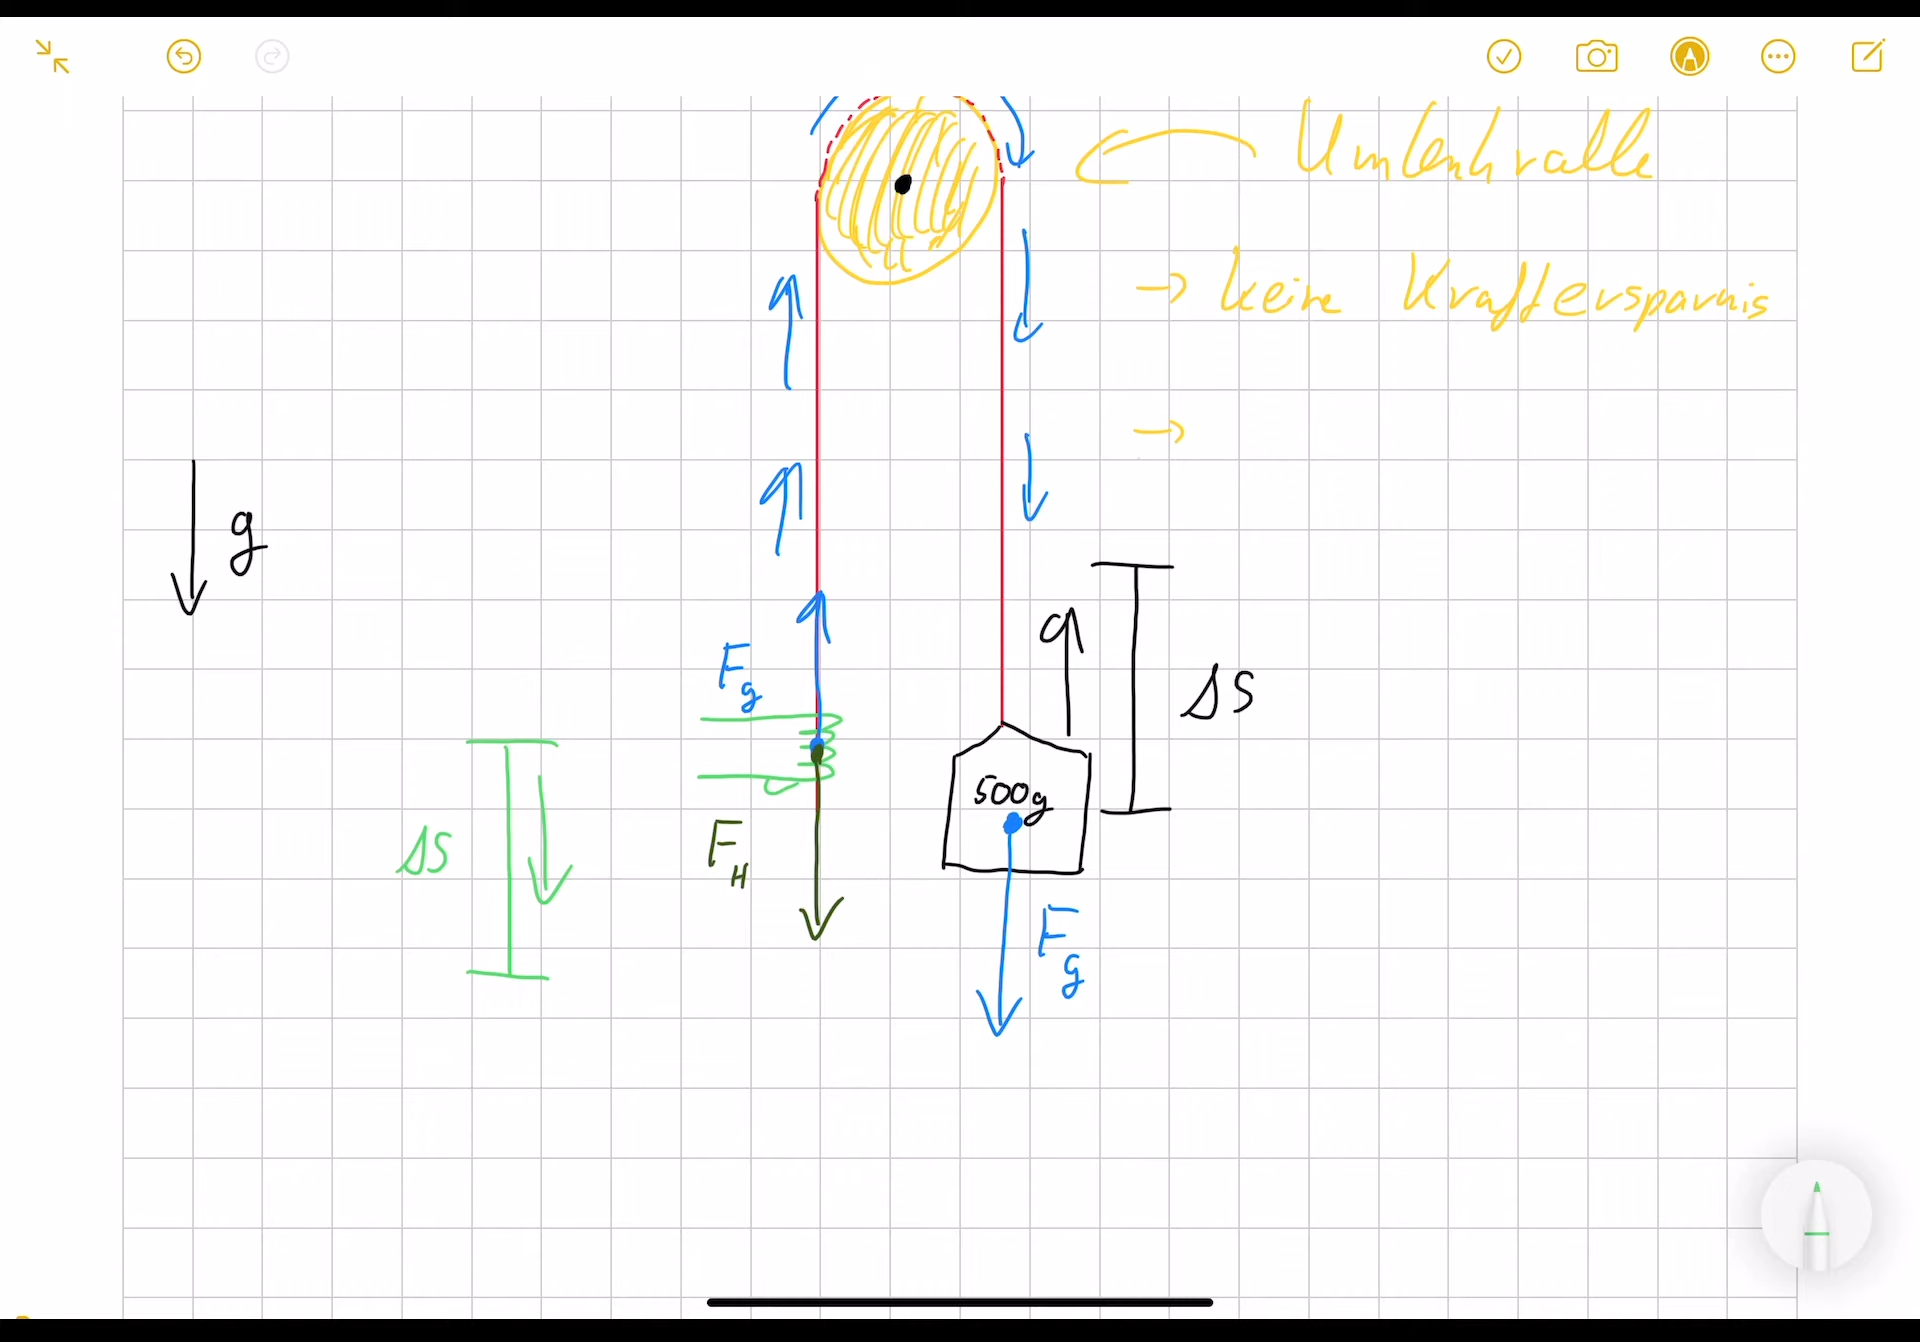 Umlenkrolle
→ keine Kraftersparnis
→
g
F_g
ΔS
500g
ΔS
F_H
F_g